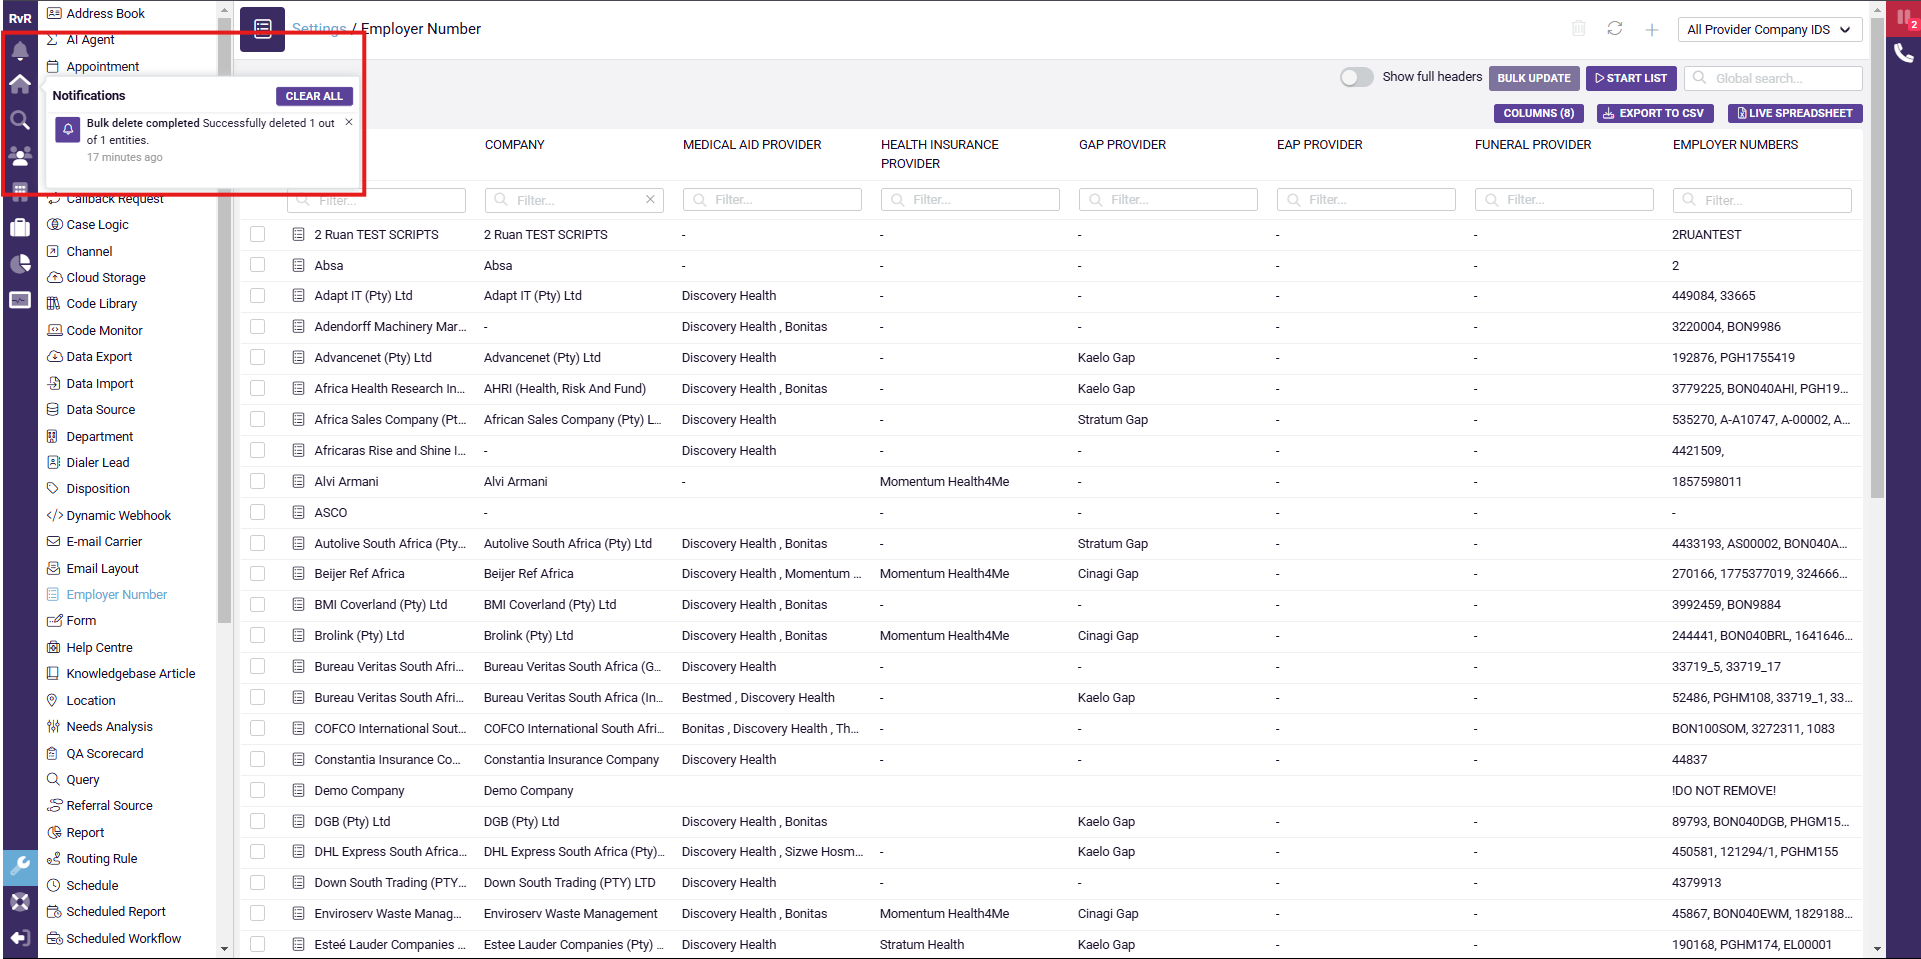 RvR
Address Book
AI Agent
Appointment
Notifications
CLEAR ALL
Bulk delete completed Successfully deleted 1 out
of 1 entities.
17 minutes ago
Callback Request
Case Logic
Channel
Cloud Storage
Code Library
Code Monitor
Data Export
Data Import
Data Source
Department
Dialer Lead
Disposition
Dynamic Webhook
E-mail Carrier
Email Layout
Employer Number
Form
Help Centre
Knowledgebase Article
Location
Needs Analysis
QA Scorecard
Query
Referral Source
Report
Routing Rule
Schedule
Scheduled Report
Scheduled Workflow
Settings / Employer Number
All Provider Company IDS
2
Show full headers
BULK UPDATE
START LIST
Global search...
COLUMNS (8)
EXPORT TO CSV
LIVE SPREADSHEET
COMPANY MEDICAL AID PROVIDER HEALTH INSURANCE PROVIDER GAP PROVIDER EAP PROVIDER FUNERAL PROVIDER EMPLOYER NUMBERS
Filter... Filter... Filter... Filter... Filter... Filter... Filter... Filter...
2 Ruan TEST SCRIPTS 2 Ruan TEST SCRIPTS - - - - - 2RUANTEST
Absa Absa - - - - - 2
Adapt IT (Pty) Ltd Adapt IT (Pty) Ltd Discovery Health - - - - 449084, 33665
Adendorff Machinery Mar... - Discovery Health , Bonitas - - - - 3220004, BON9986
Advancenet (Pty) Ltd Advancenet (Pty) Ltd Discovery Health - Kaelo Gap - - 192876, PGH1755419
Africa Health Research In... AHRI (Health, Risk And Fund) Discovery Health , Bonitas - Kaelo Gap - - 3779225, BON040AHI, PGH19...
Africa Sales Company (Pt... African Sales Company (Pty) L... Discovery Health - Stratum Gap - - 535270, A-A10747, A-00002, A...
Africaras Rise and Shine I... - Discovery Health - - - - 4421509,
Alvi Armani Alvi Armani - Momentum Health4Me - - - 1857598011
ASCO - - - - - -
Autolive South Africa (Pty... Autolive South Africa (Pty) Ltd Discovery Health , Bonitas - Stratum Gap - - 4433193, AS00002, BON040A...
Beijer Ref Africa Beijer Ref Africa Discovery Health , Momentum ... Momentum Health4Me Cinagi Gap - - 270166, 1775377019, 324666...
BMI Coverland (Pty) Ltd BMI Coverland (Pty) Ltd Discovery Health , Bonitas - - - - 3992459, BON9884
Brolink (Pty) Ltd Brolink (Pty) Ltd Discovery Health , Bonitas Momentum Health4Me Cinagi Gap - - 244441, BON040BRL, 1641646...
Bureau Veritas South Afri... Bureau Veritas South Africa (G... Discovery Health - - - - 33719_5, 33719_17
Bureau Veritas South Afri... Bureau Veritas South Africa (In... Bestmed , Discovery Health - Kaelo Gap - - 52486, PGHM108, 33719_1, 33...
COFCO International Sout... COFCO International South Afri... Bonitas , Discovery Health , Th... - - - - BON100SOM, 3272311, 1083
Constantia Insurance Co... Constantia Insurance Company Discovery Health - - - - 44837
Demo Company Demo Company !DO NOT REMOVE!
DGB (Pty) Ltd DGB (Pty) Ltd Discovery Health , Bonitas Kaelo Gap - - 89793, BON040DGB, PHGM15...
DHL Express South Africa... DHL Express South Africa (Pty)... Discovery Health , Sizwe Hosm... - Kaelo Gap - - 450581, 121294/1, PGHM155
Down South Trading (PTY... Down South Trading (PTY) LTD Discovery Health - - - - 4379913
Enviroserv Waste Manag... Enviroserv Waste Management Discovery Health , Bonitas Momentum Health4Me Cinagi Gap - - 45867, BON040EWM, 1829188...
Esteé Lauder Companies ... Estee Lauder Companies (Pty) ... Discovery Health Stratum Health Kaelo Gap - - 190168, PGHM174, EL00001